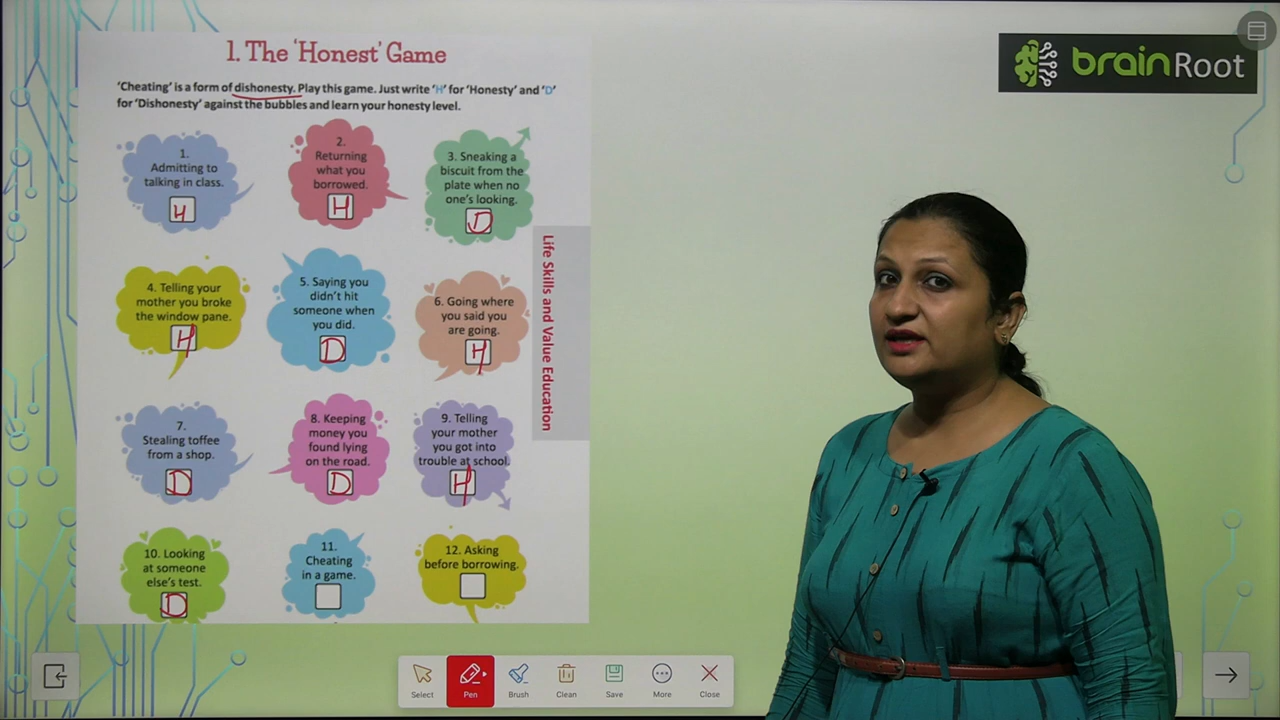 1. The 'Honest' Game
'Cheating' is a form of dishonesty. Play this game. Just write 'H' for 'Honesty' and 'D'
for 'Dishonesty' against the bubbles and learn your honesty level.
1.
Admitting to
talking in class.
H
2.
Returning
what you
borrowed.
H
3. Sneaking a
biscuit from the
plate when no
one's looking.
D
4. Telling your
mother you broke
the window pane.
H
5. Saying you
didn't hit
someone when
you did.
D
6. Going where
you said you
are going.
H
7.
Stealing toffee
from a shop.
D
8. Keeping
money you
found lying
on the road.
D
9. Telling
your mother
you got into
trouble at school.
H
10. Looking
at someone
else's test.
D
11.
Cheating
in a game.
12. Asking
before borrowing.
Life Skills and Value Education
brainRoot
Select
Pen
Brush
Clean
Save
More
Close